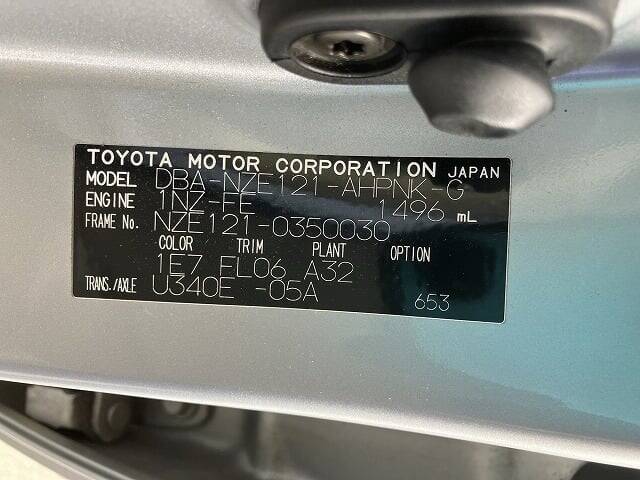 TOYOTA MOTOR CORPORATION JAPAN
MODEL DBA-NZE121-AHPNK-G
ENGINE 1NZ-FE 1496 mL
FRAME No. NZE121-0350030
COLOR TRIM PLANT OPTION
1E7 FL06 A32
TRANS./AXLE U340E -05A
653